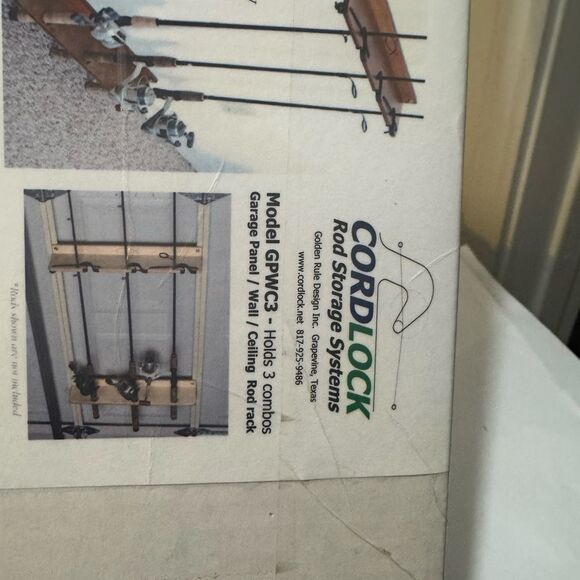 CORDLOCK
Rod Storage Systems
Golden Rule Design Inc. Grapevine, Texas
www.cordlock.net 817-925-9486
Model GPWC3 - Holds 3 combos
Garage Panel / Wall / Ceiling Rod rack
*Rods shown are not included